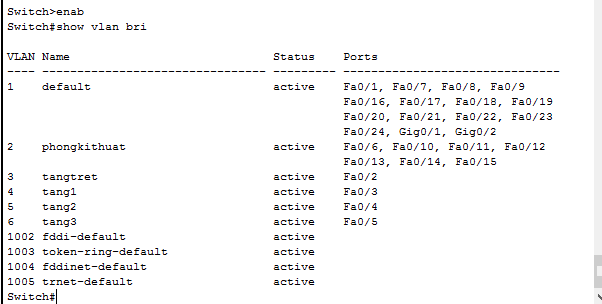 Switch>enab
Switch#show vlan bri
VLAN Name                             Status    Ports
---- -------------------------------- --------- -------------------------------
1    default                          active    Fa0/1, Fa0/7, Fa0/8, Fa0/9
                                                Fa0/16, Fa0/17, Fa0/18, Fa0/19
                                                Fa0/20, Fa0/21, Fa0/22, Fa0/23
                                                Fa0/24, Gig0/1, Gig0/2
2    phongkithuat                     active    Fa0/6, Fa0/10, Fa0/11, Fa0/12
                                                Fa0/13, Fa0/14, Fa0/15
3    tangtret                         active    Fa0/2
4    tang1                            active    Fa0/3
5    tang2                            active    Fa0/4
6    tang3                            active    Fa0/5
1002 fddi-default                     active
1003 token-ring-default               active
1004 fddinet-default                  active
1005 trnet-default                    active
Switch#